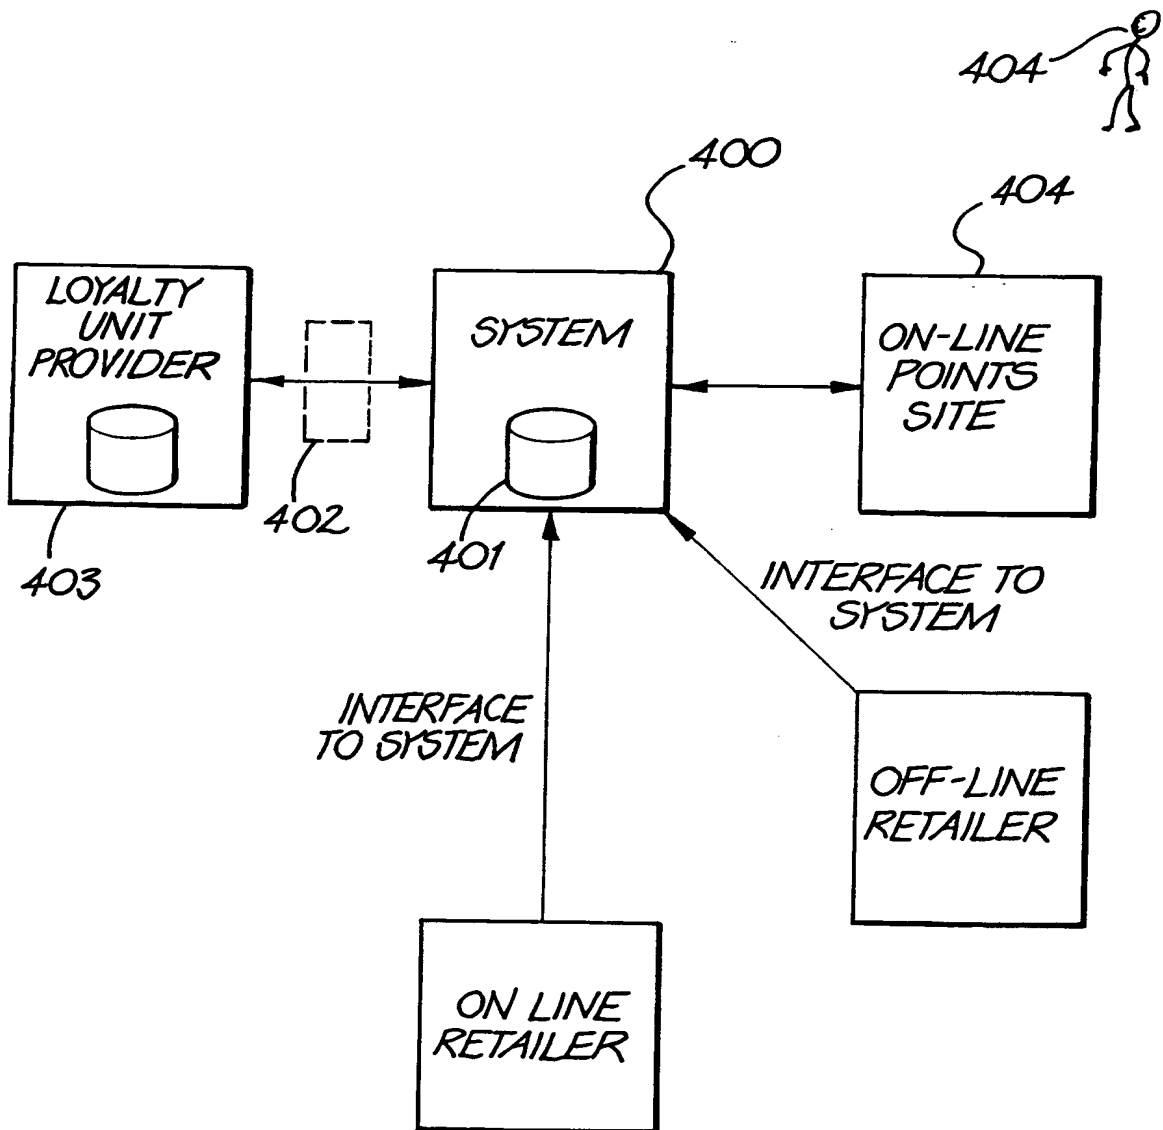 404
400
404
LOYALTY
UNIT
PROVIDER
SYSTEM
ON-LINE
POINTS
SITE
402
401
403
INTERFACE TO
SYSTEM
INTERFACE
TO SYSTEM
OFF-LINE
RETAILER
ON LINE
RETAILER